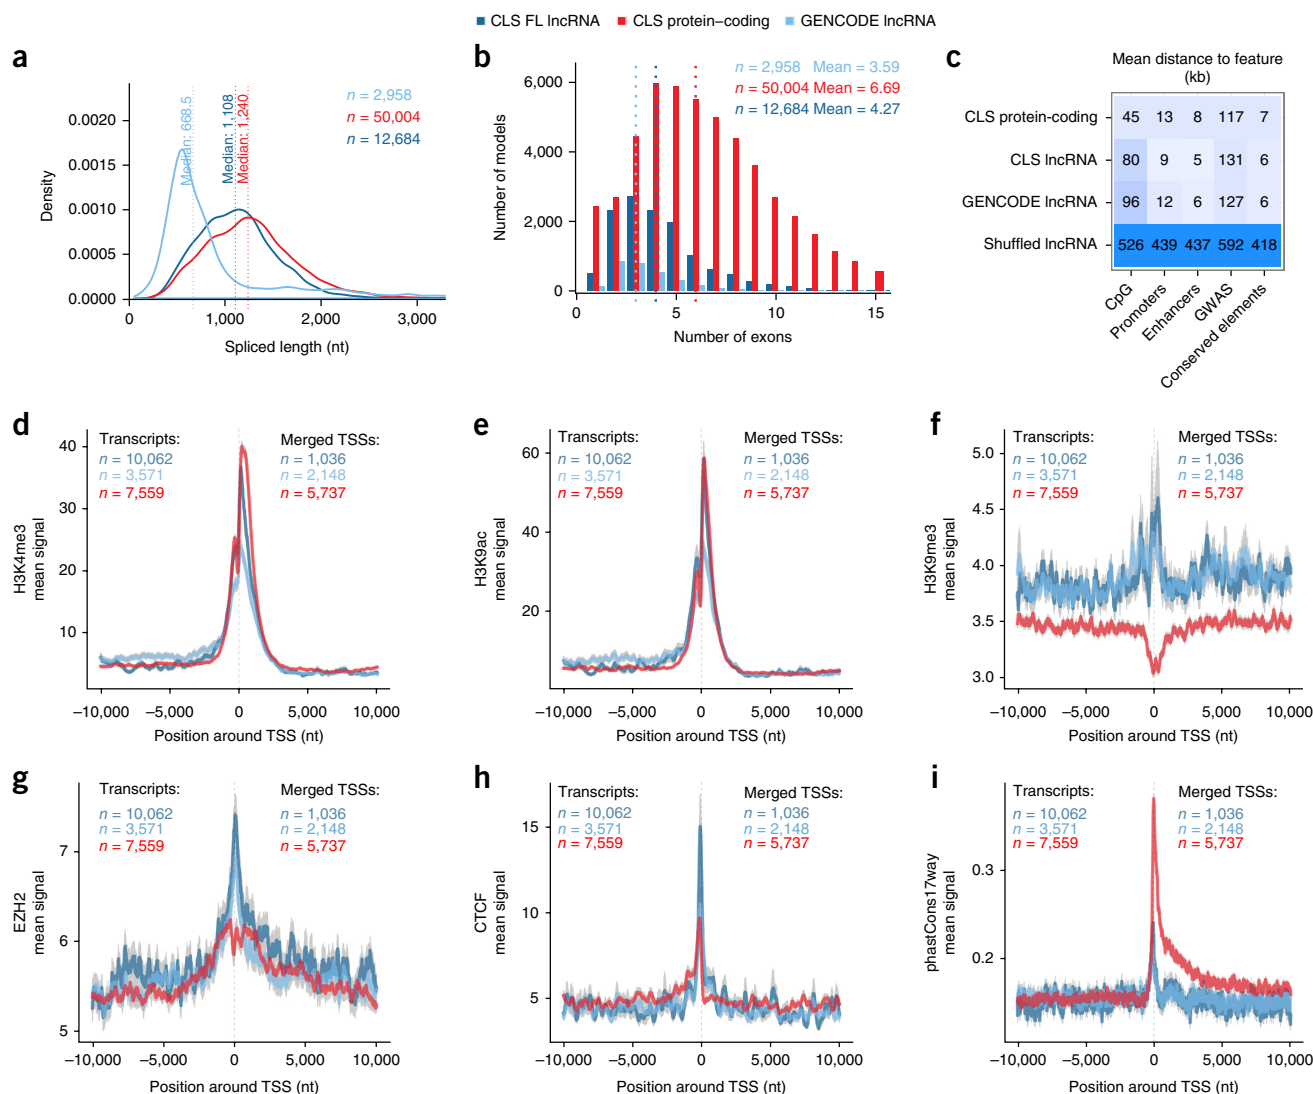 CLS FL lncRNA CLS protein–coding GENCODE lncRNA
a
Density
0.0020
0.0015
0.0010
0.0005
0.0000
Median: 668.5
Median: 1,108
Median: 1,240
n = 2,958
n = 50,004
n = 12,684
0 1,000 2,000 3,000
Spliced length (nt)
b
Number of models
6,000
4,000
2,000
0
n = 2,958 Mean = 3.59
n = 50,004 Mean = 6.69
n = 12,684 Mean = 4.27
0 5 10 15
Number of exons
c
Mean distance to feature
(kb)
CLS protein-coding 45 13 8 117 7
CLS lncRNA 80 9 5 131 6
GENCODE lncRNA 96 12 6 127 6
Shuffled lncRNA 526 439 437 592 418
CpG
Promoters
Enhancers
GWAS
Conserved elements
d
H3K4me3
mean signal
40
30
20
10
Transcripts: Merged TSSs:
n = 10,062 n = 1,036
n = 3,571 n = 2,148
n = 7,559 n = 5,737
–10,000 –5,000 0 5,000 10,000
Position around TSS (nt)
e
H3K9ac
mean signal
60
40
20
Transcripts: Merged TSSs:
n = 10,062 n = 1,036
n = 3,571 n = 2,148
n = 7,559 n = 5,737
–10,000 –5,000 0 5,000 10,000
Position around TSS (nt)
f
H3K9me3
mean signal
5.0
4.5
4.0
3.5
3.0
Transcripts: Merged TSSs:
n = 10,062 n = 1,036
n = 3,571 n = 2,148
n = 7,559 n = 5,737
–10,000 –5,000 0 5,000 10,000
Position around TSS (nt)
g
EZH2
mean signal
7
6
5
Transcripts: Merged TSSs:
n = 10,062 n = 1,036
n = 3,571 n = 2,148
n = 7,559 n = 5,737
–10,000 –5,000 0 5,000 10,000
Position around TSS (nt)
h
CTCF
mean signal
15
10
5
Transcripts: Merged TSSs:
n = 10,062 n = 1,036
n = 3,571 n = 2,148
n = 7,559 n = 5,737
–10,000 –5,000 0 5,000 10,000
Position around TSS (nt)
i
phastCons17way
mean signal
0.3
0.2
Transcripts: Merged TSSs:
n = 10,062 n = 1,036
n = 3,571 n = 2,148
n = 7,559 n = 5,737
–10,000 –5,000 0 5,000 10,000
Position around TSS (nt)